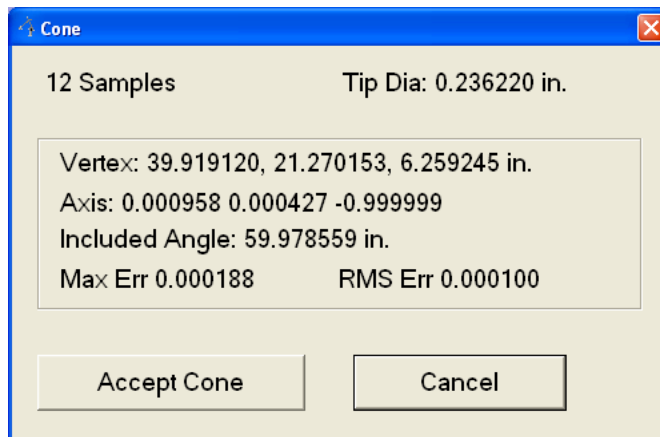 Cone
12 Samples Tip Dia: 0.236220 in.
Vertex: 39.919120, 21.270153, 6.259245 in.
Axis: 0.000958 0.000427 -0.999999
Included Angle: 59.978559 in.
Max Err 0.000188 RMS Err 0.000100
Accept Cone Cancel